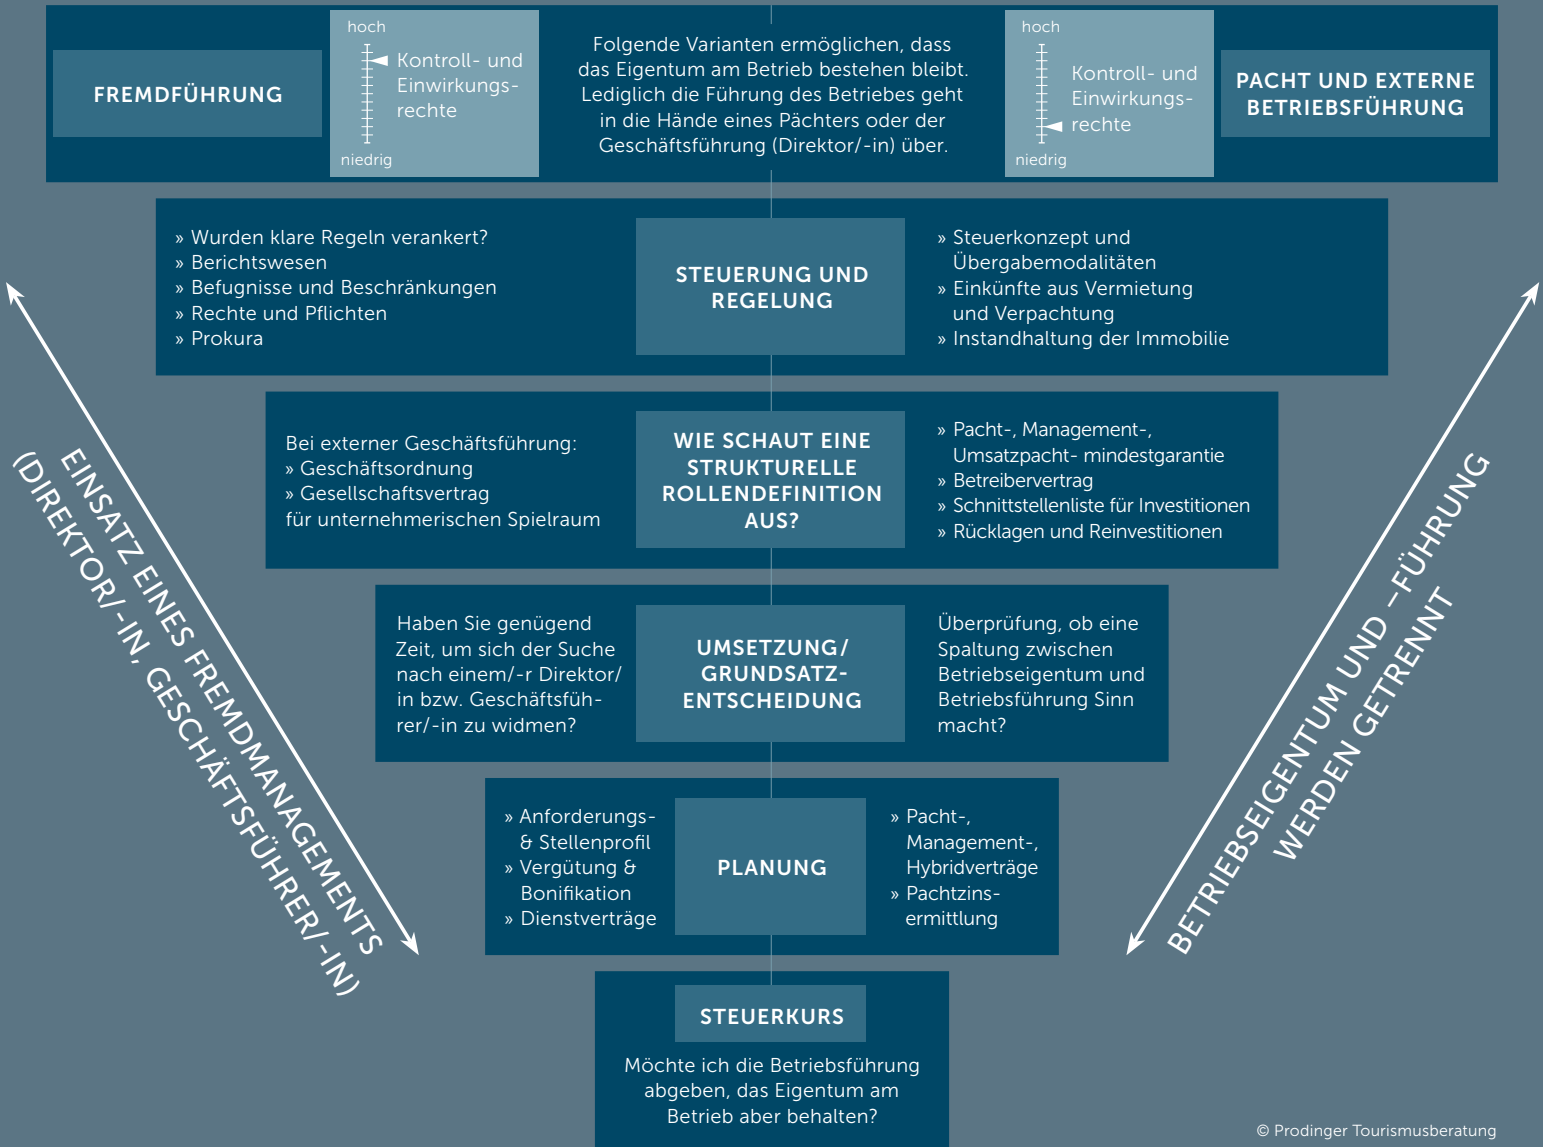 FREMDFÜHRUNG
hoch
Kontroll- und
Einwirkungs-
rechte
niedrig
Folgende Varianten ermöglichen, dass
das Eigentum am Betrieb bestehen bleibt.
Lediglich die Führung des Betriebes geht
in die Hände eines Pächters oder der
Geschäftsführung (Direktor/-in) über.
hoch
Kontroll- und
Einwirkungs-
rechte
niedrig
PACHT UND EXTERNE
BETRIEBSFÜHRUNG
» Wurden klare Regeln verankert?
» Berichtswesen
» Befugnisse und Beschränkungen
» Rechte und Pflichten
» Prokura
STEUERUNG UND
REGELUNG
» Steuerkonzept und
Übergabemodalitäten
» Einkünfte aus Vermietung
und Verpachtung
» Instandhaltung der Immobilie
Bei externer Geschäftsführung:
» Geschäftsordnung
» Gesellschaftsvertrag
für unternehmerischen Spielraum
WIE SCHAUT EINE
STRUKTURELLE
ROLLENDEFINITION
AUS?
» Pacht-, Management-,
Umsatzpacht- mindestgarantie
» Betreibervertrag
» Schnittstellenliste für Investitionen
» Rücklagen und Reinvestitionen
Haben Sie genügend
Zeit, um sich der Suche
nach einem/-r Direktor/
in bzw. Geschäftsfüh-
rer/-in zu widmen?
UMSETZUNG/
GRUNDSATZ-
ENTSCHEIDUNG
Überprüfung, ob eine
Spaltung zwischen
Betriebseigentum und
Betriebsführung Sinn
macht?
» Anforderungs-
& Stellenprofil
» Vergütung &
Bonifikation
» Dienstverträge
PLANUNG
» Pacht-,
Management-,
Hybridverträge
» Pachtzins-
ermittlung
STEUERKURS
Möchte ich die Betriebsführung
abgeben, das Eigentum am
Betrieb aber behalten?
EINSATZ EINES FREMDMANAGEMENTS
(DIREKTOR/-IN, GESCHÄFTSFÜHRER/-IN)
BETRIEBSEIGENTUM UND –FÜHRUNG
WERDEN GETRENNT
© Prodinger Tourismusberatung